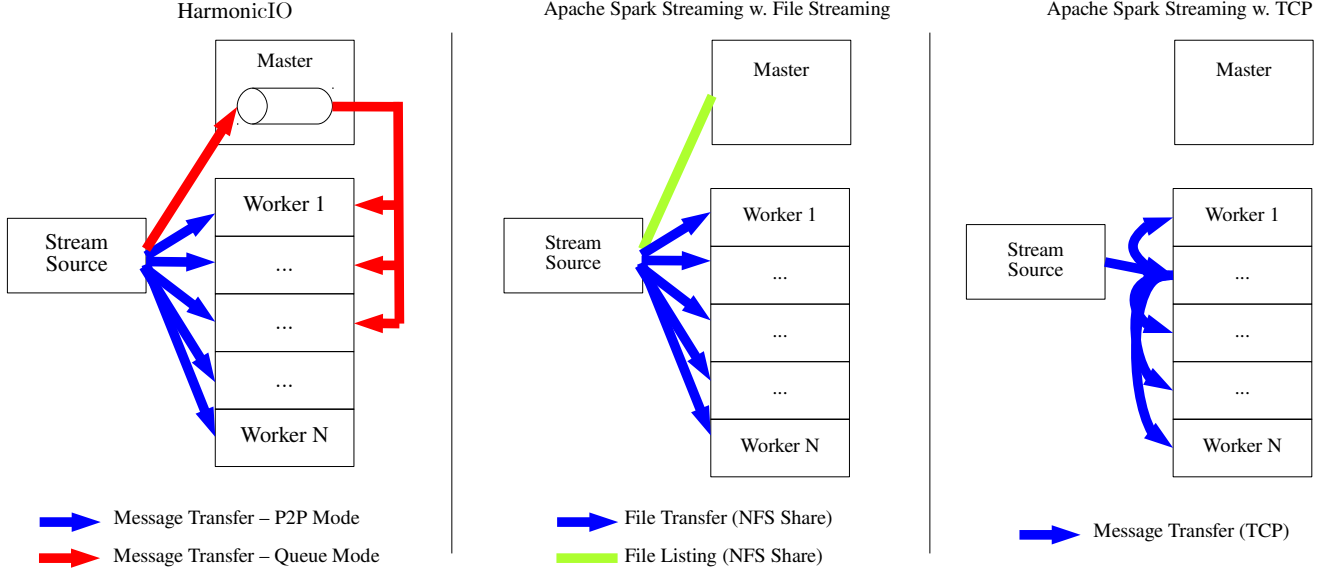 HarmonicIO
Master
Stream
Source
Worker 1
...
...
...
Worker N
Message Transfer – P2P Mode
Message Transfer – Queue Mode
Apache Spark Streaming w. File Streaming
Master
Stream
Source
Worker 1
...
...
...
Worker N
File Transfer (NFS Share)
File Listing (NFS Share)
Apache Spark Streaming w. TCP
Master
Stream
Source
Worker 1
...
...
...
Worker N
Message Transfer (TCP)